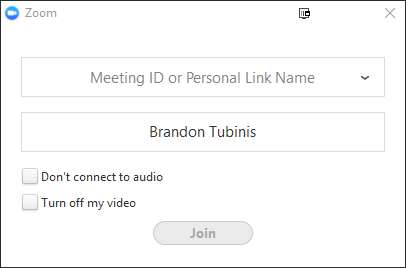 Zoom
Meeting ID or Personal Link Name
Brandon Tubinis
Don't connect to audio
Turn off my video
Join